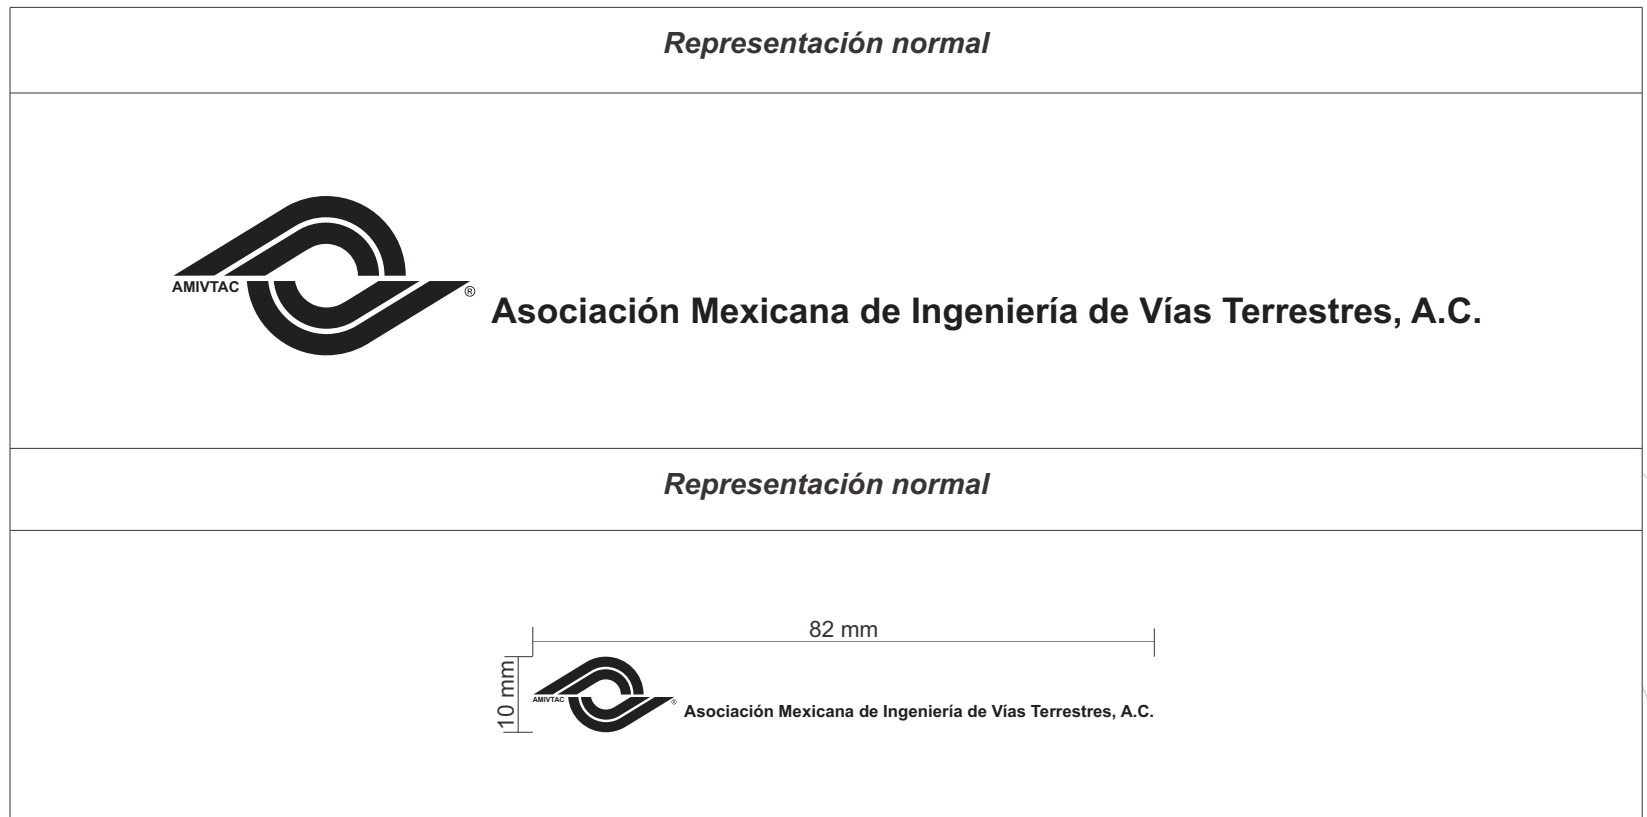 Representación normal
AMIVTAC
®
Asociación Mexicana de Ingeniería de Vías Terrestres, A.C.
Representación normal
82 mm
10 mm
AMIVTAC
®
Asociación Mexicana de Ingeniería de Vías Terrestres, A.C.